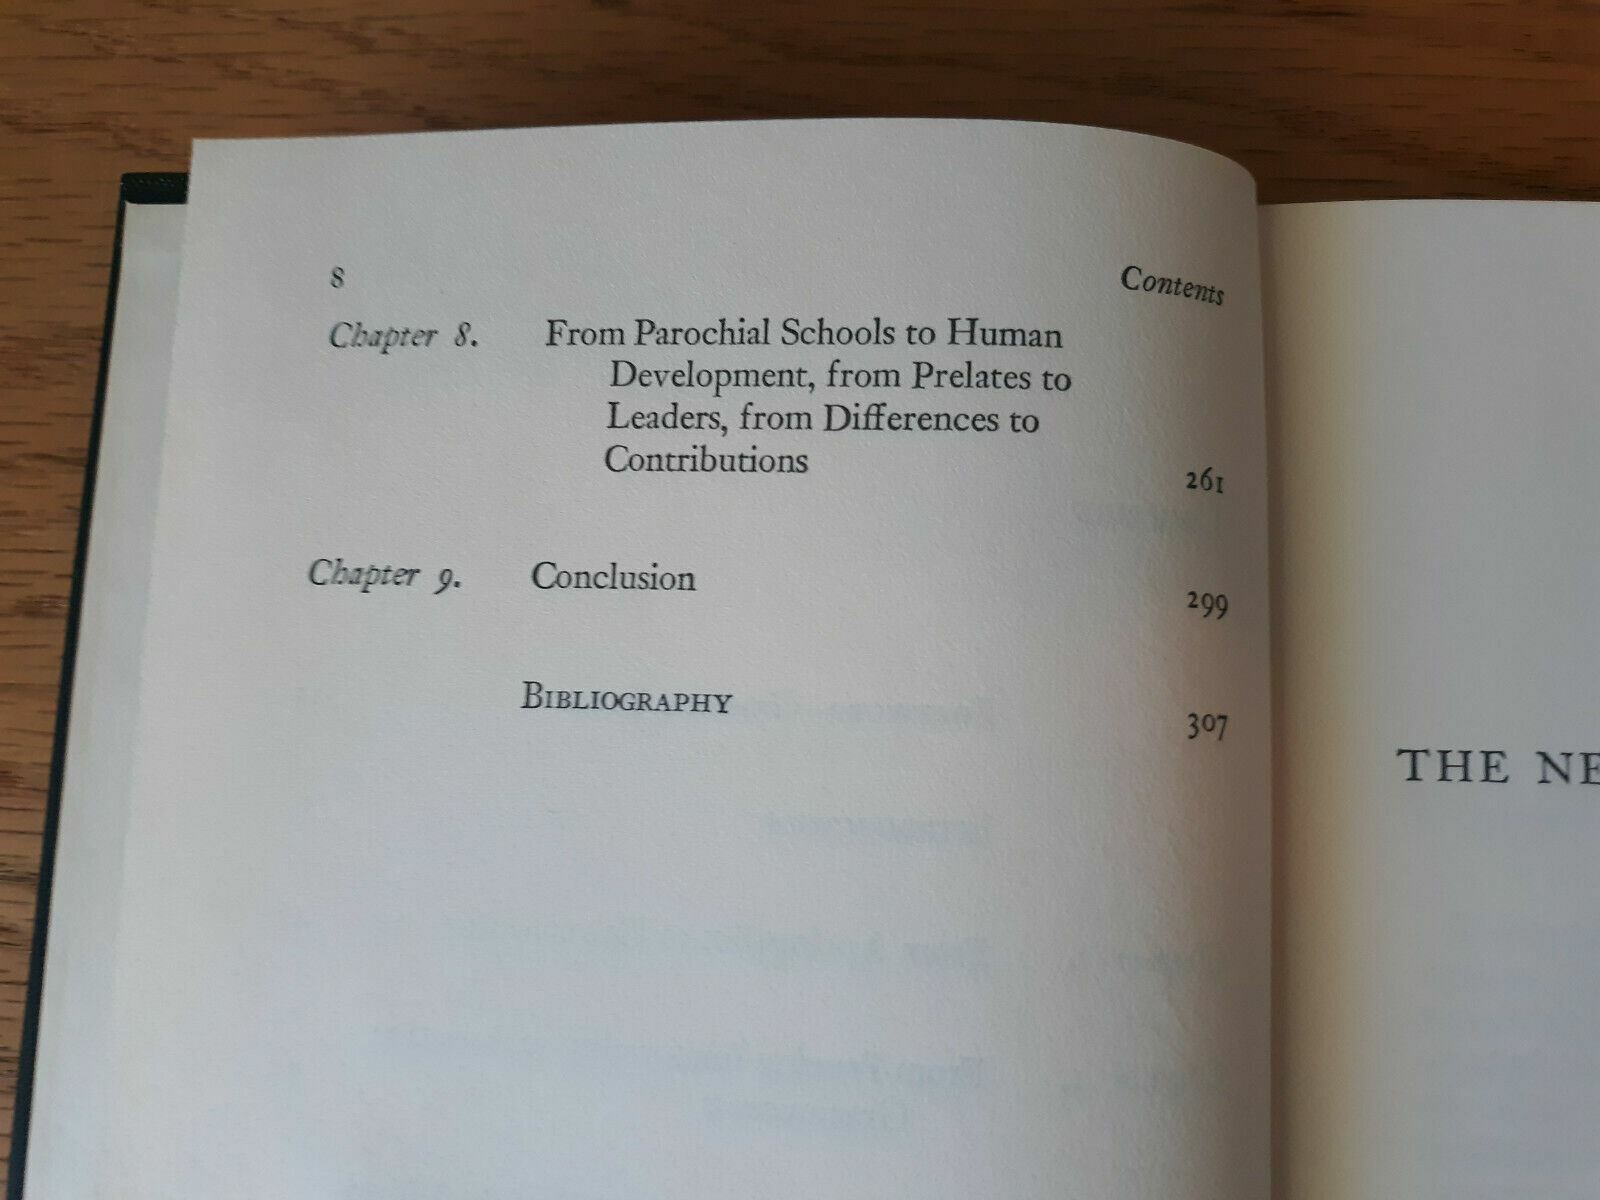 8 Contents
Chapter 8. From Parochial Schools to Human
Development, from Prelates to
Leaders, from Differences to
Contributions 261
Chapter 9. Conclusion 299
BIBLIOGRAPHY 307
THE NE